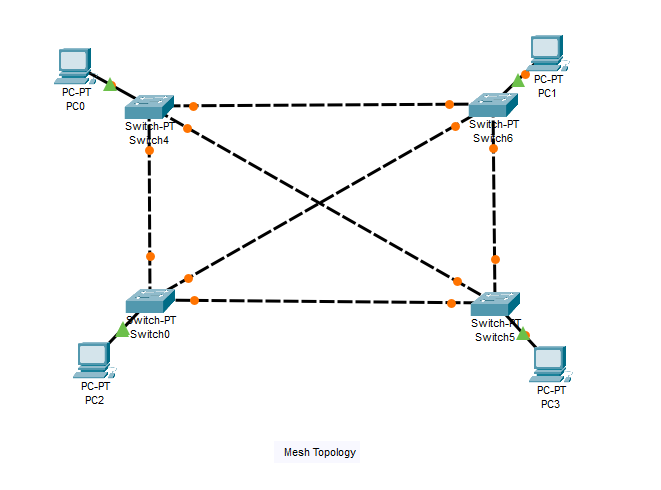 PC-PT
PC0
PC-PT
PC1
Switch-PT
Switch4
Switch-PT
Switch6
Switch-PT
Switch0
Switch-PT
Switch5
PC-PT
PC2
PC-PT
PC3
Mesh Topology